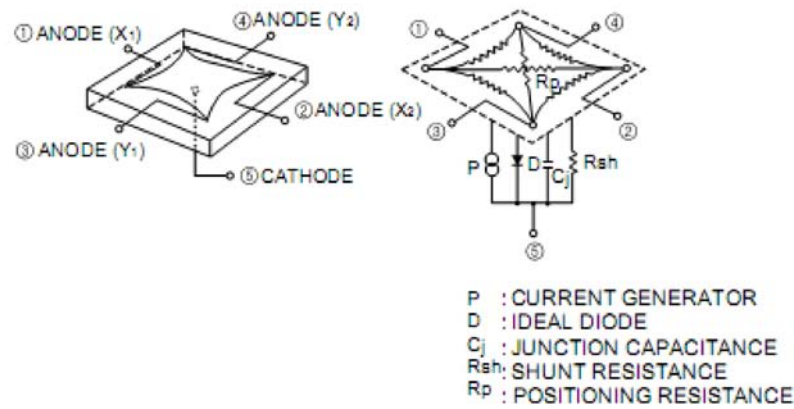 ① ANODE (X1)
④ ANODE (Y2)
② ANODE (X2)
③ ANODE (Y1)
⑤ CATHODE
①
④
Rp
③
②
P
D
Cj
Rsh
⑤
P : CURRENT GENERATOR
D : IDEAL DIODE
Cj : JUNCTION CAPACITANCE
Rsh: SHUNT RESISTANCE
Rp : POSITIONING RESISTANCE